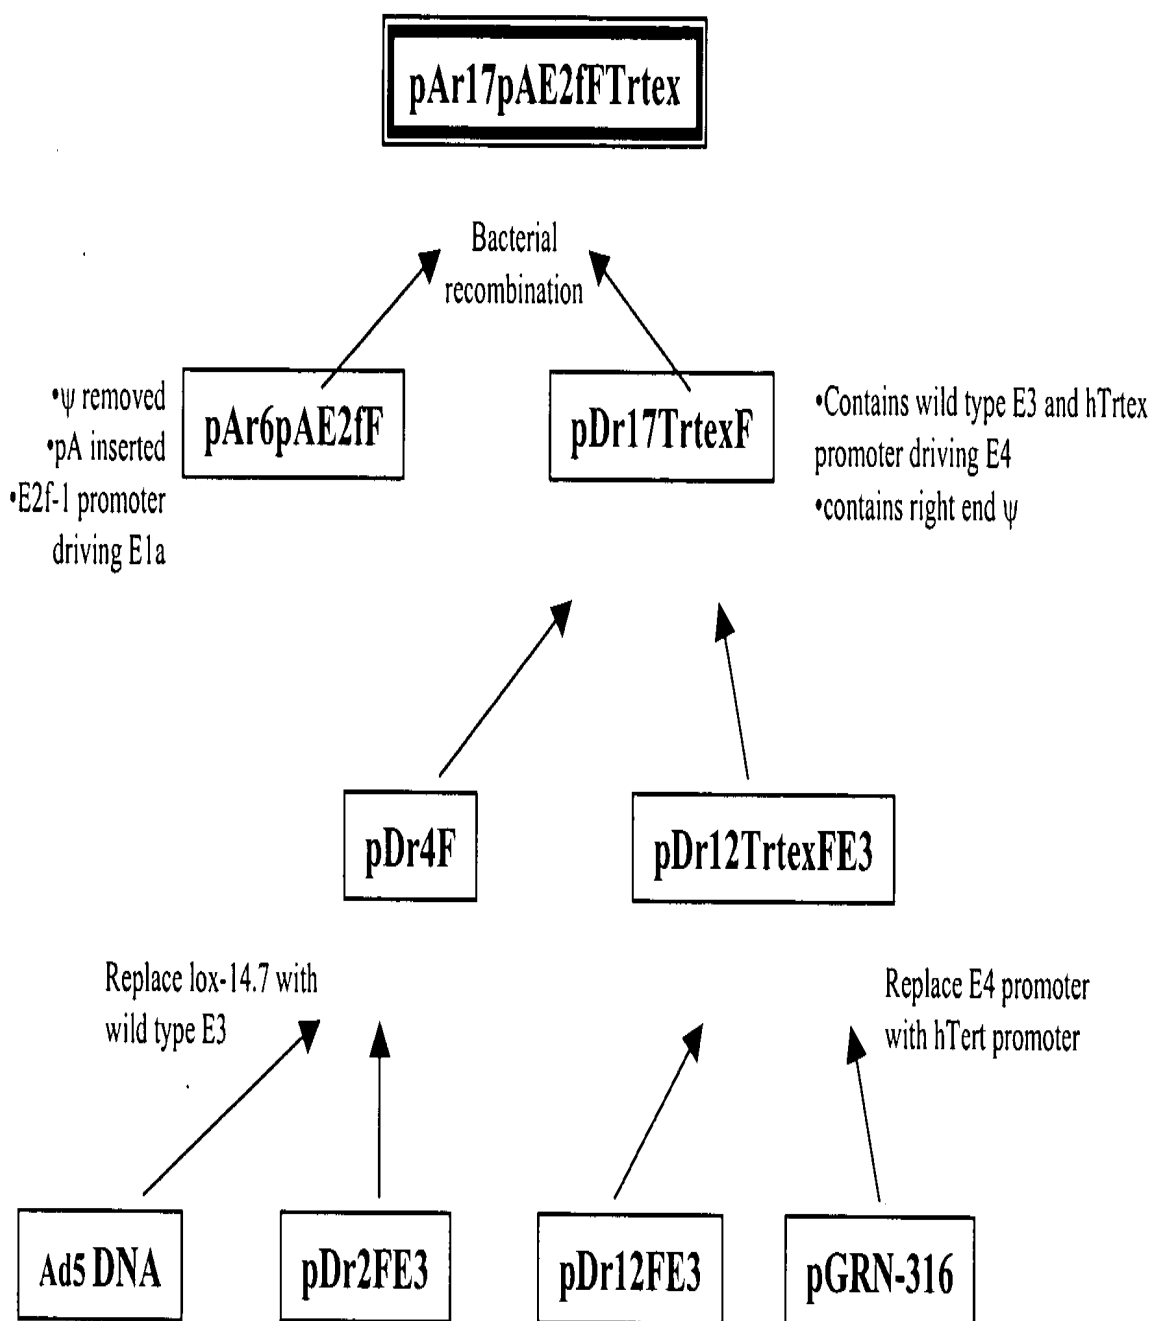 pAr17pAE2fFTrtex
Bacterial
recombination
•ψ removed
•pA inserted
•E2f-1 promoter
driving E1a
pAr6pAE2fF
pDr17TrtexF
•Contains wild type E3 and hTrtex
promoter driving E4
•contains right end ψ
pDr4F
pDr12TrtexFE3
Replace lox-14.7 with
wild type E3
Replace E4 promoter
with hTert promoter
Ad5 DNA
pDr2FE3
pDr12FE3
pGRN-316